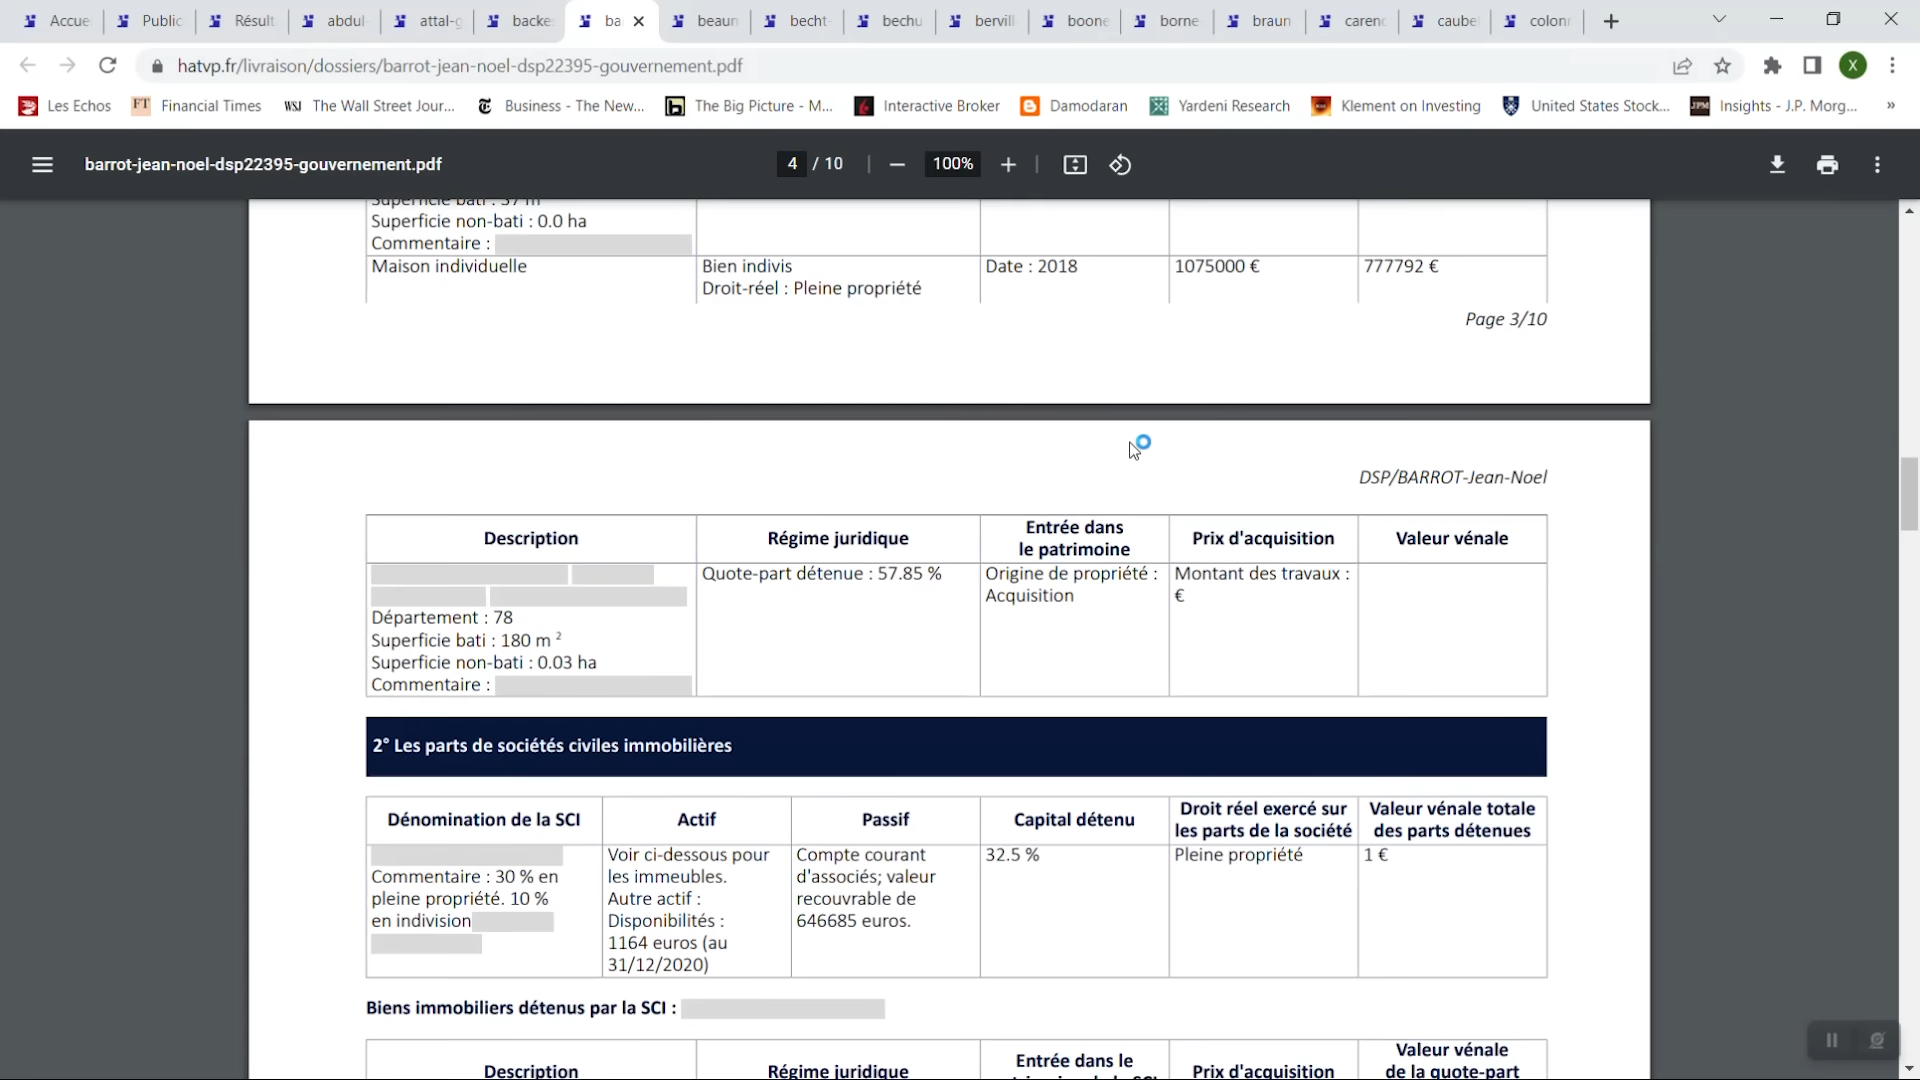 Accue Public Résult abdul- attal-g backes ba beaun becht- bechu bervill boone borne braun carenc caube colonn
hatvp.fr/livraison/dossiers/barrot-jean-noel-dsp22395-gouvernement.pdf X
Les Echos FT Financial Times WSJ The Wall Street Jour... Business - The New... The Big Picture - M... Interactive Broker Damodaran Yardeni Research Klement on Investing United States Stock... JPM Insights - J.P. Morg... »
barrot-jean-noel-dsp22395-gouvernement.pdf 4 / 10 100%
Superficie bati : 37 m
Superficie non-bati : 0.0 ha
Commentaire :
Maison individuelle
Bien indivis
Droit-réel : Pleine propriété
Date : 2018
1075000 €
777792 €
Page 3/10
DSP/BARROT-Jean-Noel
Description
Régime juridique
Entrée dans
le patrimoine
Prix d'acquisition
Valeur vénale
Département : 78
Superficie bati : 180 m 2
Superficie non-bati : 0.03 ha
Commentaire :
Quote-part détenue : 57.85 %
Origine de propriété :
Acquisition
Montant des travaux :
€
2° Les parts de sociétés civiles immobilières
Dénomination de la SCI
Actif
Passif
Capital détenu
Droit réel exercé sur
les parts de la société
Valeur vénale totale
des parts détenues
Commentaire : 30 % en
pleine propriété. 10 %
en indivision
Voir ci-dessous pour
les immeubles.
Autre actif :
Disponibilités :
1164 euros (au
31/12/2020)
Compte courant
d'associés; valeur
recouvrable de
646685 euros.
32.5 %
Pleine propriété
1 €
Biens immobiliers détenus par la SCI :
Description
Régime juridique
Entrée dans le
Prix d'acquisition
Valeur vénale
de la quote-part